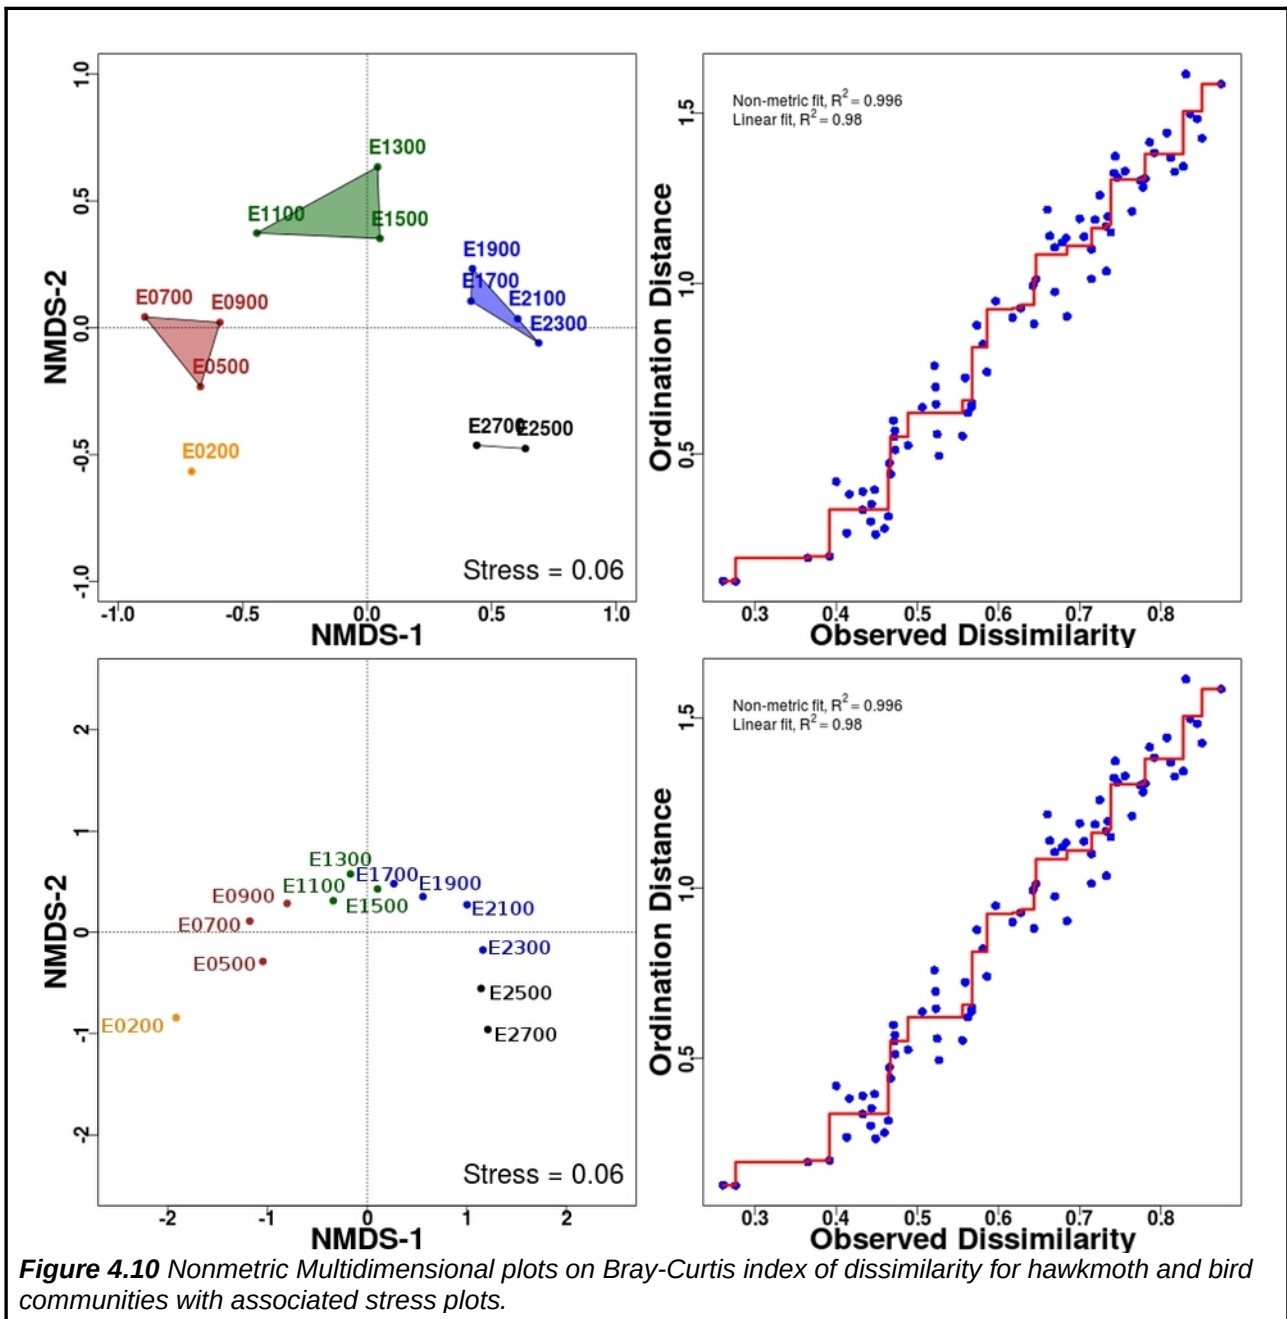 1.0
0.5
0.0
-0.5
-1.0
NMDS-2
E1300
E1100
E1500
E1900
E1700
E2100
E2300
E0700
E0900
E0500
E0200
E2700
E2500
Stress = 0.06
-1.0 -0.5 0.0 0.5 1.0
NMDS-1
Non-metric fit, R2 = 0.996
Linear fit, R2 = 0.98
1.5
1.0
0.5
Ordination Distance
0.3 0.4 0.5 0.6 0.7 0.8
Observed Dissimilarity
2
1
0
-1
-2
NMDS-2
E1300
E1700
E1100
E1900
E0900
E1500
E2100
E0700
E2300
E0500
E2500
E0200
E2700
Stress = 0.06
-2 -1 0 1 2
NMDS-1
Non-metric fit, R2 = 0.996
Linear fit, R2 = 0.98
1.5
1.0
0.5
Ordination Distance
0.3 0.4 0.5 0.6 0.7 0.8
Observed Dissimilarity
Figure 4.10 Nonmetric Multidimensional plots on Bray-Curtis index of dissimilarity for hawkmoth and bird
communities with associated stress plots.